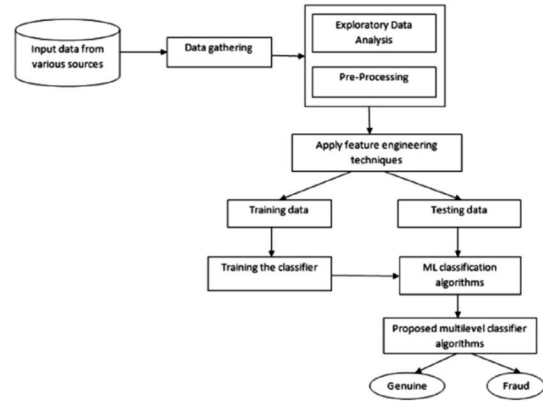 Input data from
various sources
Data gathering
Exploratory Data
Analysis
Pre-Processing
Apply feature engineering
techniques
Training data
Testing data
Training the classifier
ML classification
algorithms
Proposed multilevel classifier
algorithms
Genuine
Fraud